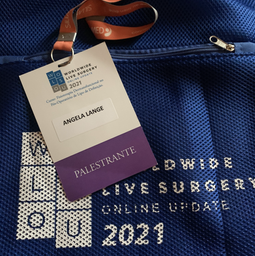 WORLDWIDE
LIVE SURGERY
2021
ANGELA LANGE
PALESTRANTE
W
L
O U
WORLDWIDE
LIVE SURGERY
ONLINE UPDATE
2021